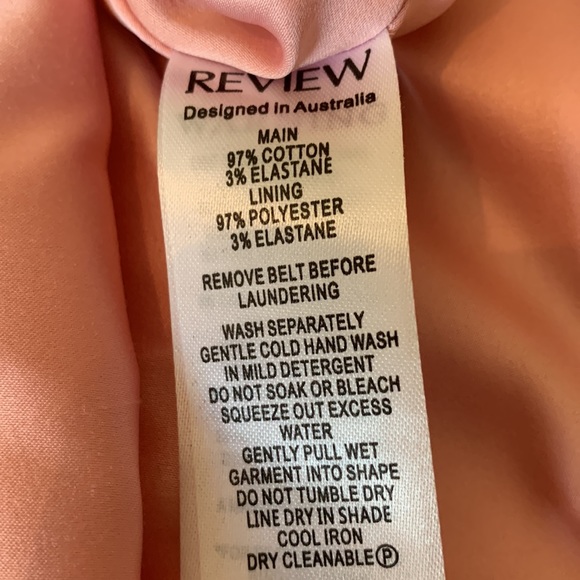 REVIEW
Designed in Australia
MAIN
97% COTTON
3% ELASTANE
LINING
97% POLYESTER
3% ELASTANE
REMOVE BELT BEFORE
LAUNDERING
WASH SEPARATELY
GENTLE COLD HAND WASH
IN MILD DETERGENT
DO NOT SOAK OR BLEACH
SQUEEZE OUT EXCESS
WATER
GENTLY PULL WET
GARMENT INTO SHAPE
DO NOT TUMBLE DRY
LINE DRY IN SHADE
COOL IRON
DRY CLEANABLE Ⓟ